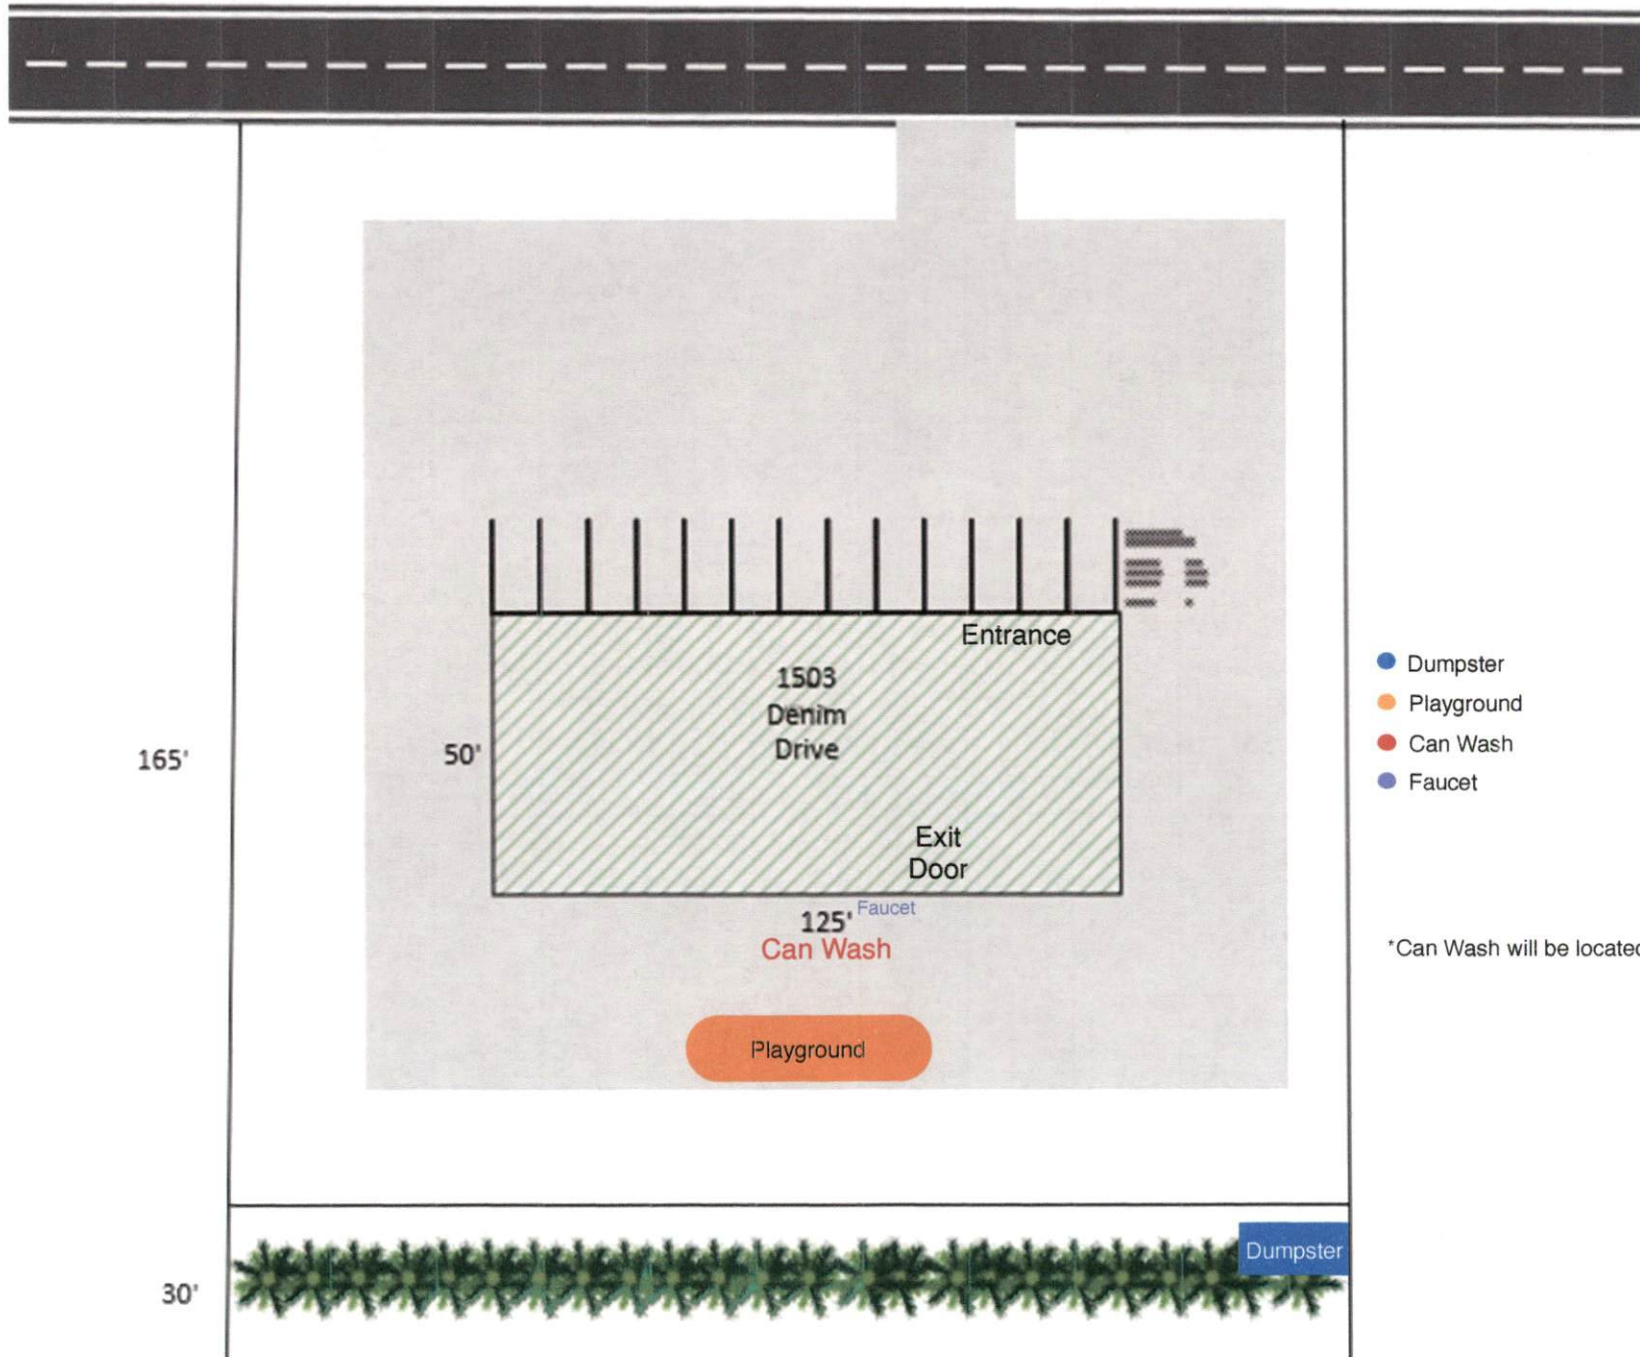 Entrance
1503
Denim
Drive
50'
165'
Exit
Door
Faucet
125'
Can Wash
Playground
Dumpster
Playground
Can Wash
Faucet
*Can Wash will be located
Dumpster
30'